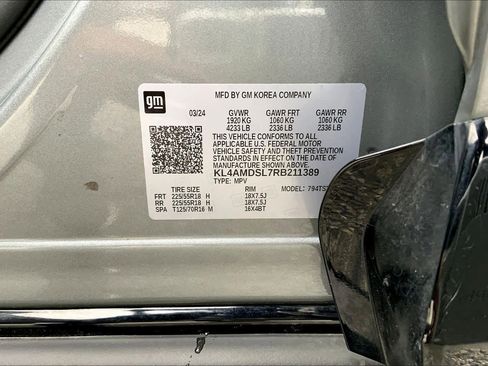 gm
MFD BY GM KOREA COMPANY
03/24 GVWR GAWR FRT GAWR RR
1920 KG 1060 KG 1060 KG
4233 LB 2336 LB 2336 LB
THIS VEHICLE CONFORMS TO ALL
APPLICABLE U.S. FEDERAL MOTOR
VEHICLE SAFETY AND THEFT PREVENTION
STANDARDS IN EFFECT ON THE DATE OF
MANUFACTURE SHOWN ABOVE.
KL4AMDSL7RB211389
TYPE: MPV
TIRE SIZE RIM MODEL: 794TS
FRT 225/55R18 H 18X7.5J
RR 225/55R18 H 18X7.5J
SPA T125/70R16 M 16X4BT